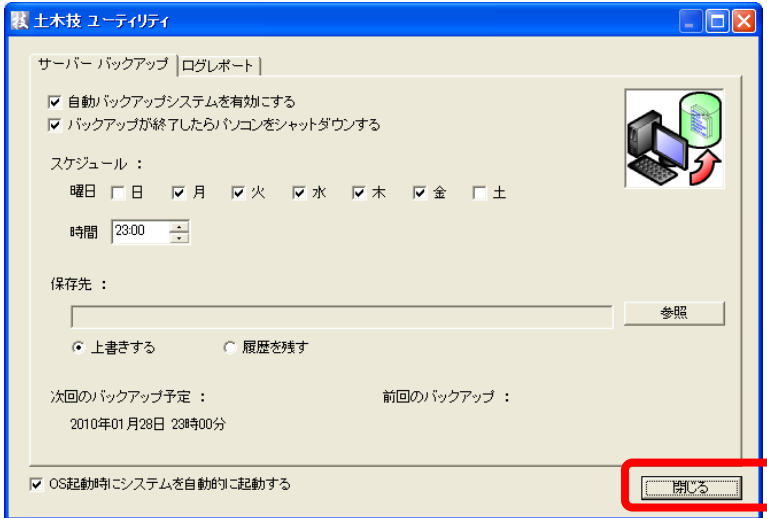 技 土木技 ユーティリティ
サーバー バックアップ ログレポート
自動バックアップシステムを有効にする
バックアップが終了したらパソコンをシャットダウンする
スケジュール :
曜日 日 月 火 水 木 金 土
時間 23:00
保存先 :
参照
上書きする 履歴を残す
次回のバックアップ予定 : 前回のバックアップ :
2010年01月28日 23時00分
OS起動時にシステムを自動的に起動する 閉じる